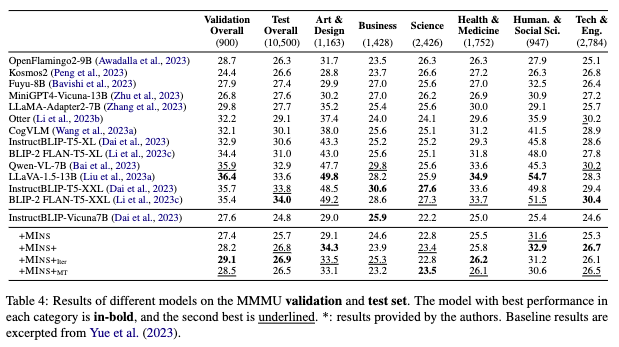 Validation Test Art & Business Science Health & Human. & Tech &
Overall Overall Design Medicine Social Sci. Eng.
(900) (10,500) (1,163) (1,428) (2,426) (1,752) (947) (2,784)
OpenFlamingo2-9B (Awadalla et al., 2023) 28.7 26.3 31.7 23.5 26.3 26.3 27.9 25.1
Kosmos2 (Peng et al., 2023) 24.4 26.6 28.8 23.7 26.6 27.2 26.3 26.8
Fuyu-8B (Bavishi et al., 2023) 27.9 27.4 29.9 27.0 25.6 27.0 32.5 26.4
MiniGPT4-Vicuna-13B (Zhu et al., 2023) 26.8 27.6 30.2 27.0 26.2 26.9 30.9 27.2
LLaMA-Adapter2-7B (Zhang et al., 2023) 29.8 27.7 35.2 25.4 25.6 30.0 29.1 25.7
Otter (Li et al., 2023b) 32.2 29.1 37.4 24.0 24.1 29.6 35.9 30.2
CogVLM (Wang et al., 2023a) 32.1 30.1 38.0 25.6 25.1 31.2 41.5 28.9
InstructBLIP-T5-XL (Dai et al., 2023) 32.9 30.6 43.3 25.2 25.2 29.3 45.8 28.6
BLIP-2 FLAN-T5-XL (Li et al., 2023c) 34.4 31.0 43.0 25.6 25.1 31.8 48.0 27.8
Qwen-VL-7B (Bai et al., 2023) 35.9 32.9 47.7 29.8 25.6 33.6 45.3 30.2
LLaVA-1.5-13B (Liu et al., 2023a) 36.4 33.6 49.8 28.2 25.9 34.9 54.7 28.3
InstructBLIP-T5-XXL (Dai et al., 2023) 35.7 33.8 48.5 30.6 27.6 33.6 49.8 29.4
BLIP-2 FLAN-T5-XXL (Li et al., 2023c) 35.4 34.0 49.2 28.6 27.3 33.7 51.5 30.4
InstructBLIP-Vicuna7B (Dai et al., 2023) 27.6 24.8 29.0 25.9 22.2 25.0 25.4 24.6
+MINS 27.4 25.7 29.1 24.6 22.8 25.5 31.6 25.3
+MINS+ 28.2 26.8 34.3 23.9 23.4 25.8 32.9 26.7
+MINS+Iter 29.1 26.9 33.5 25.3 22.8 26.2 31.2 26.1
+MINS+MT 28.5 26.5 33.1 23.2 23.5 26.1 30.6 26.5
Table 4: Results of different models on the MMMU validation and test set. The model with best performance in
each category is in-bold, and the second best is underlined. *: results provided by the authors. Baseline results are
excerpted from Yue et al. (2023).